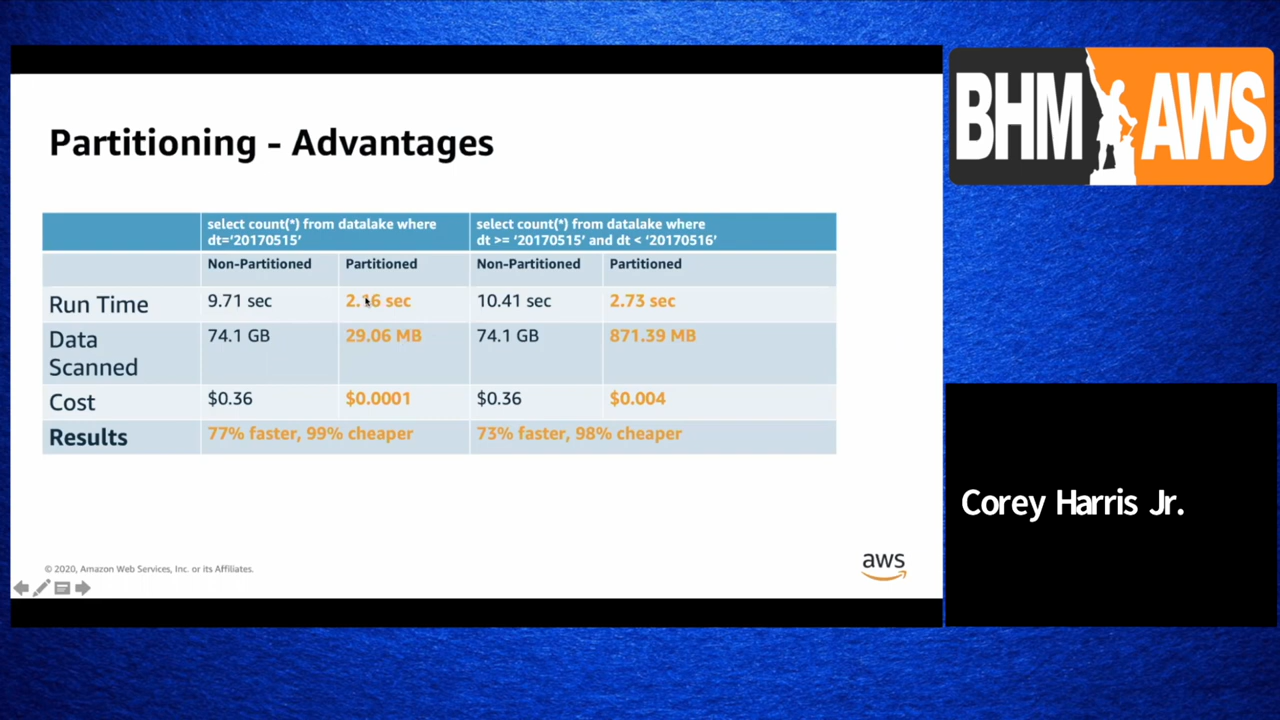 BHM AWS
Partitioning - Advantages
select count(*) from datalake where
dt='20170515'
select count(*) from datalake where
dt >= '20170515' and dt < '20170516'
Non-Partitioned
Partitioned
Non-Partitioned
Partitioned
Run Time
9.71 sec
2.16 sec
10.41 sec
2.73 sec
Data
Scanned
74.1 GB
29.06 MB
74.1 GB
871.39 MB
Cost
$0.36
$0.0001
$0.36
$0.004
Results
77% faster, 99% cheaper
73% faster, 98% cheaper
Corey Harris Jr.
© 2020, Amazon Web Services, Inc. or its Affiliates.
aws